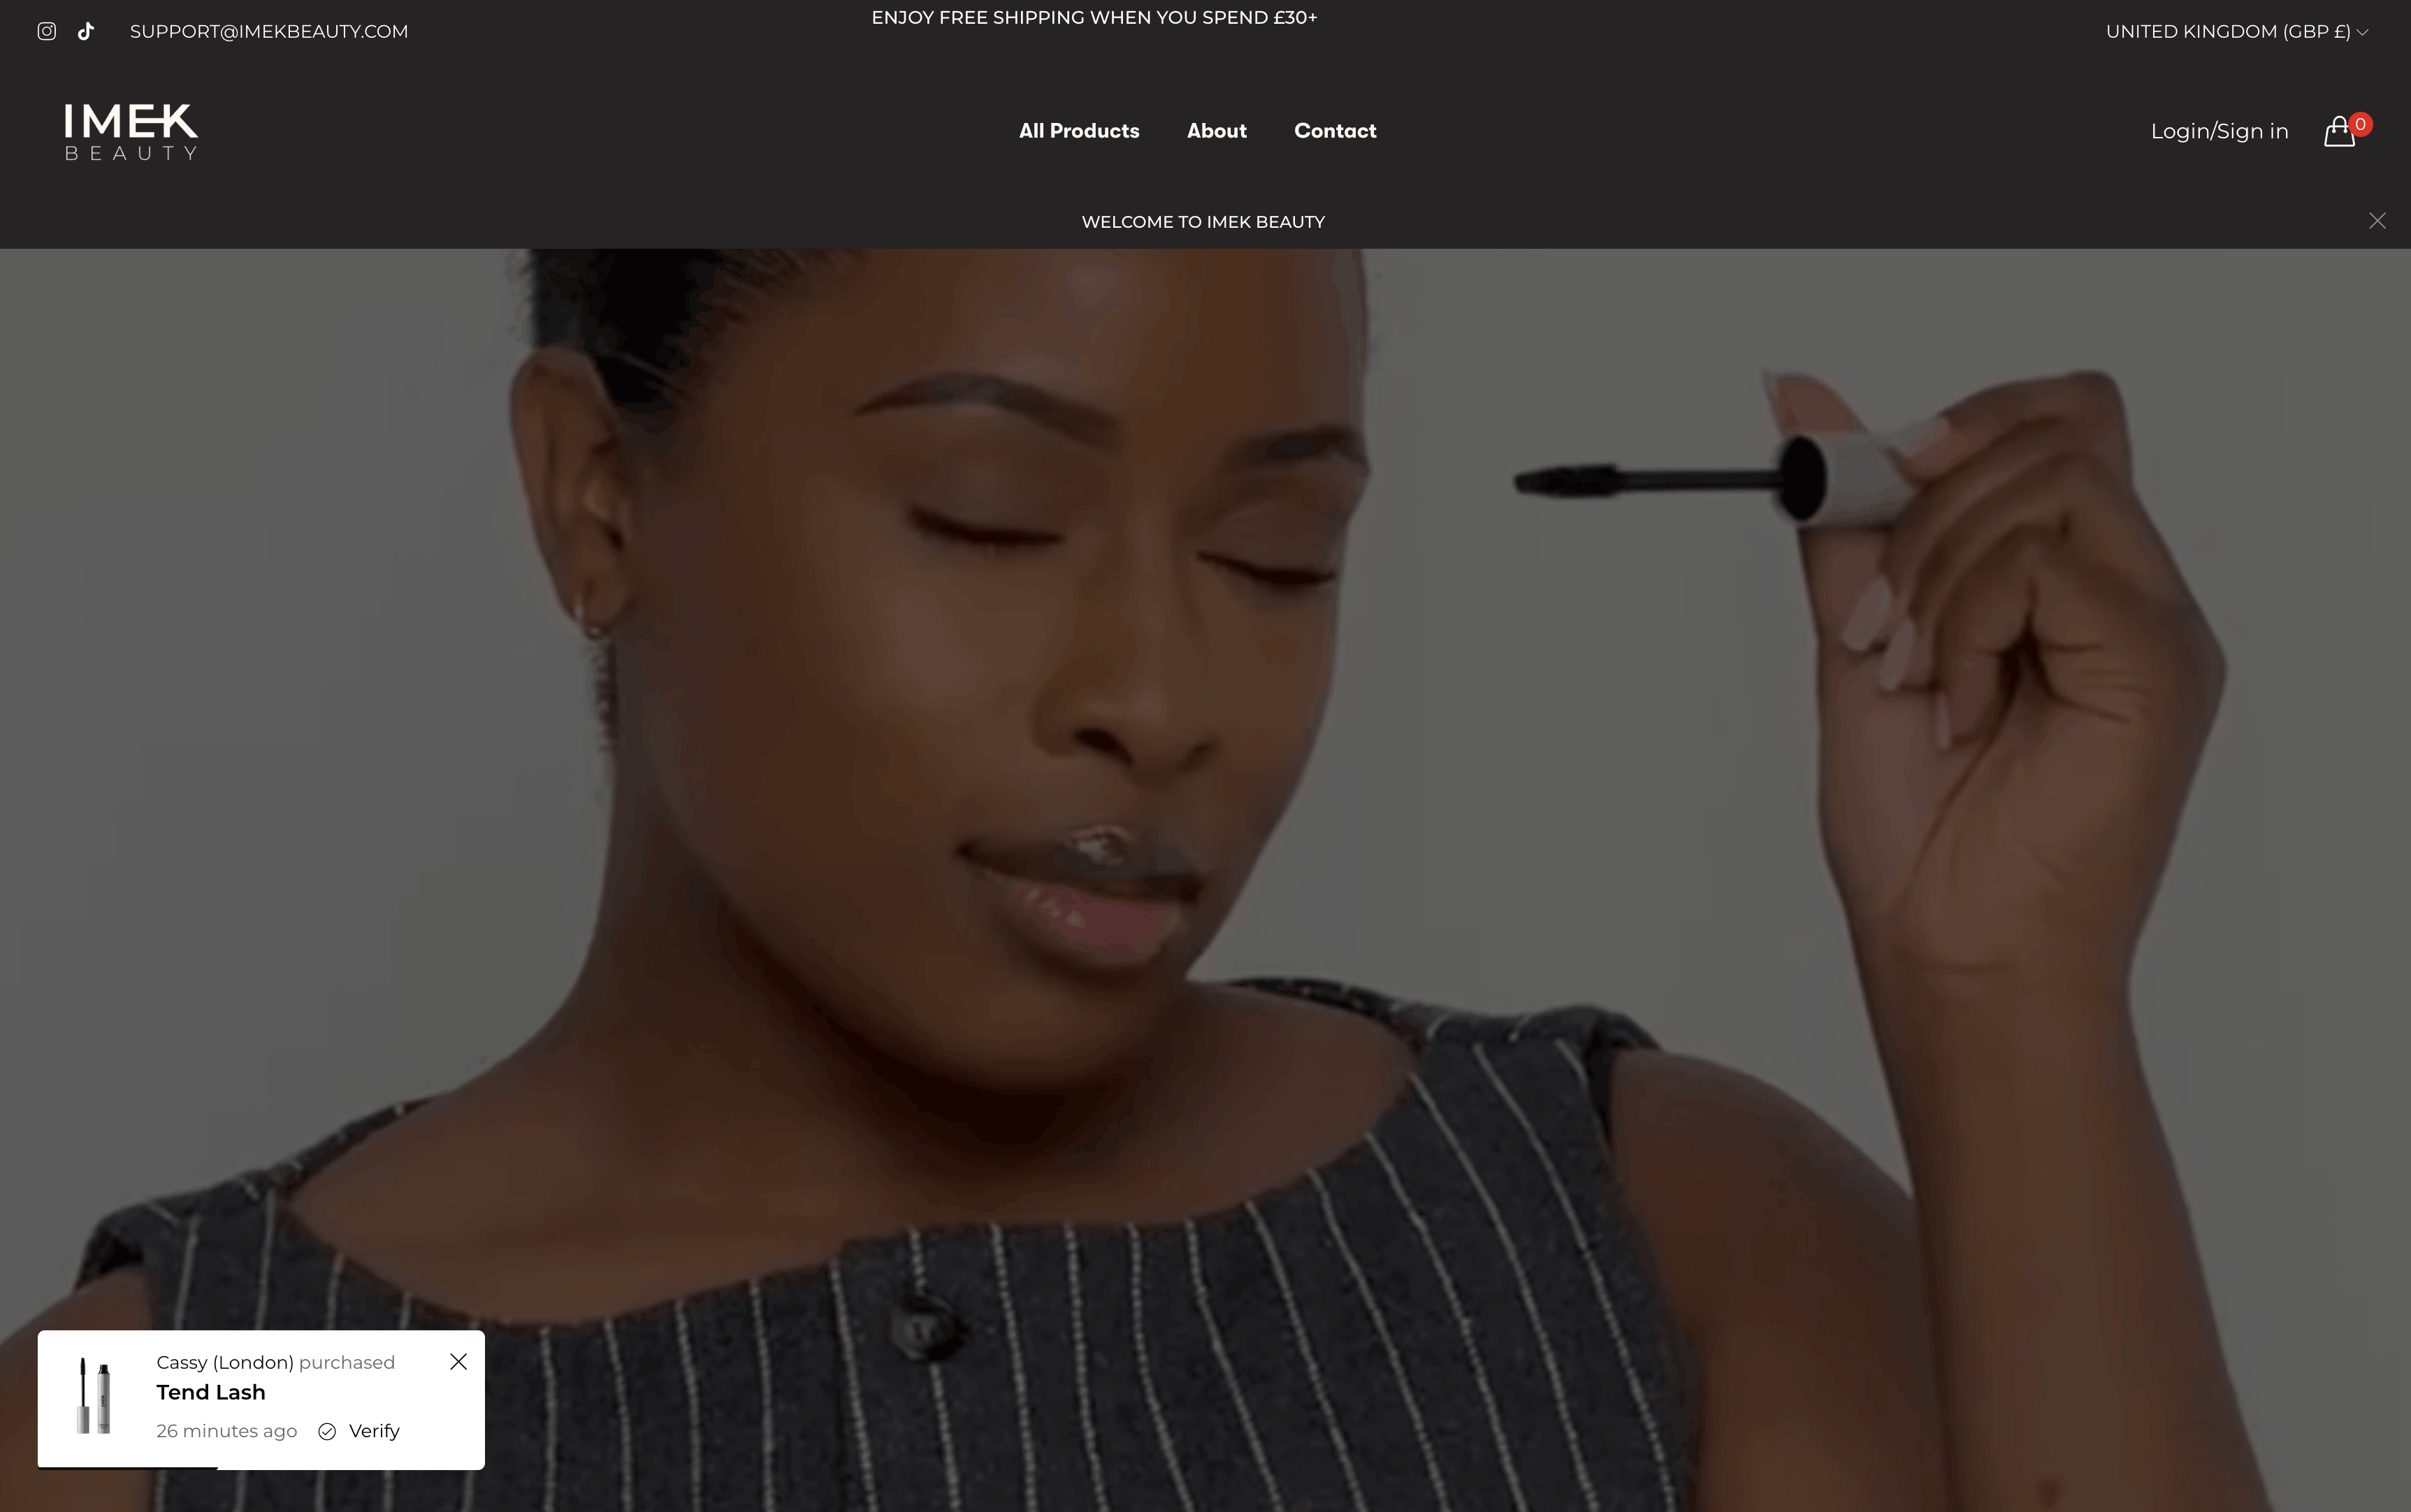 SUPPORT@IMEKBEAUTY.COM
ENJOY FREE SHIPPING WHEN YOU SPEND £30+
UNITED KINGDOM (GBP £)
IMEK
BEAUTY
All Products
About
Contact
Login/Sign in
0
WELCOME TO IMEK BEAUTY
Cassy (London) purchased
Tend Lash
26 minutes ago
Verify
IMEK